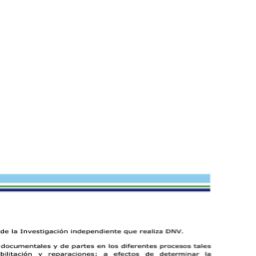 de la Investigación independiente que realiza DNV.
documentales y de partes en los diferentes procesos tales
bilitación y reparaciones; a efectos de determinar la